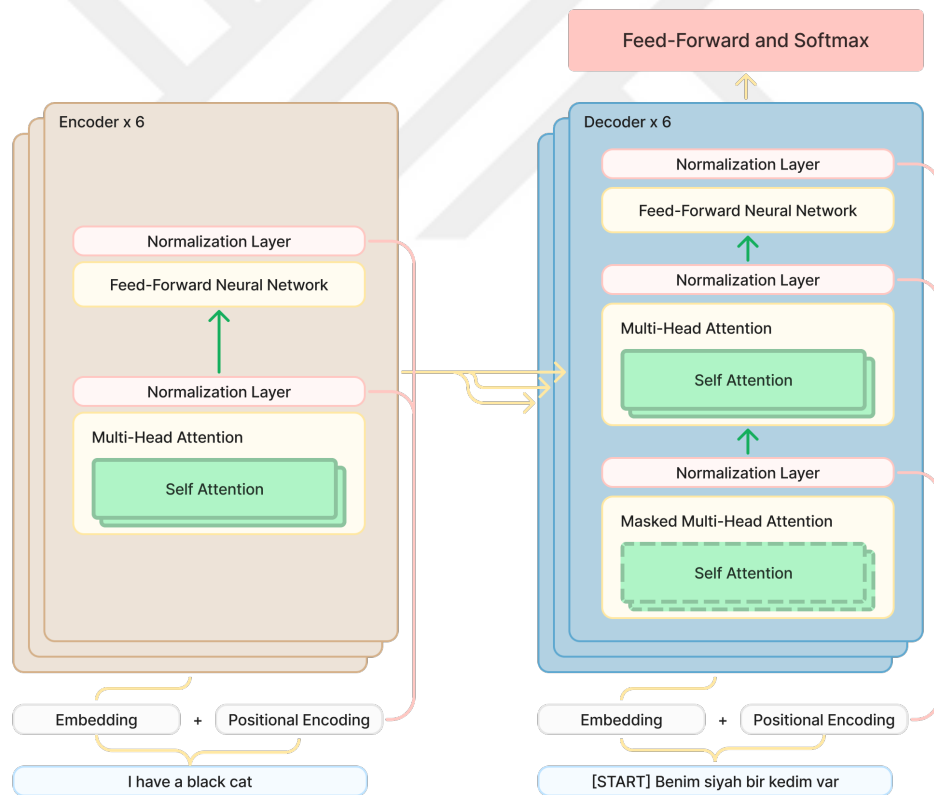 Feed-Forward and Softmax
Encoder x 6
Normalization Layer
Feed-Forward Neural Network
Normalization Layer
Multi-Head Attention
Self Attention
Embedding
+
Positional Encoding
I have a black cat
Decoder x 6
Normalization Layer
Feed-Forward Neural Network
Normalization Layer
Multi-Head Attention
Self Attention
Normalization Layer
Masked Multi-Head Attention
Self Attention
Embedding
+
Positional Encoding
[START] Benim siyah bir kedim var